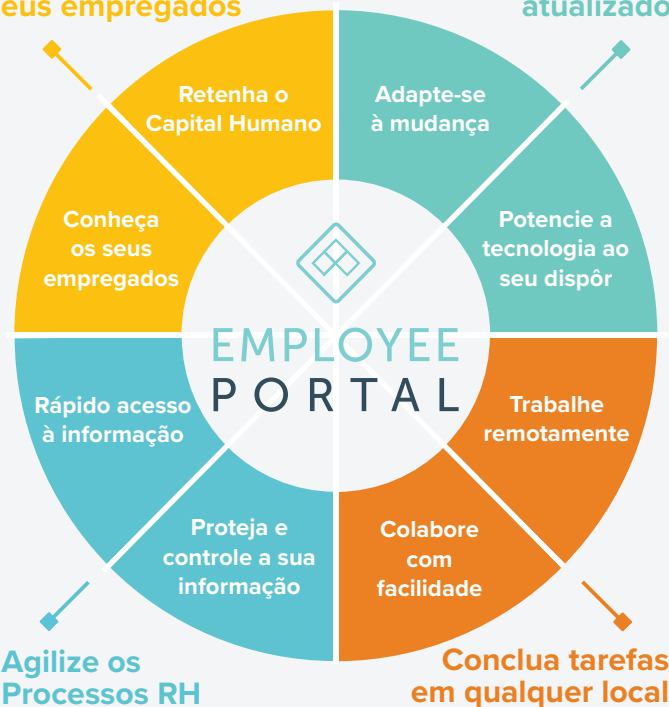 eus empregados
atualizado
Retenha o
Capital Humano
Adapte-se
à mudança
Conheça
os seus
empregados
Potencie a
tecnologia ao
seu dispôr
EMPLOYEE
PORTAL
Rápido acesso
à informação
Trabalhe
remotamente
Proteja e
controle a sua
informação
Colabore
com
facilidade
Agilize os
Processos RH
Conclua tarefas
em qualquer local